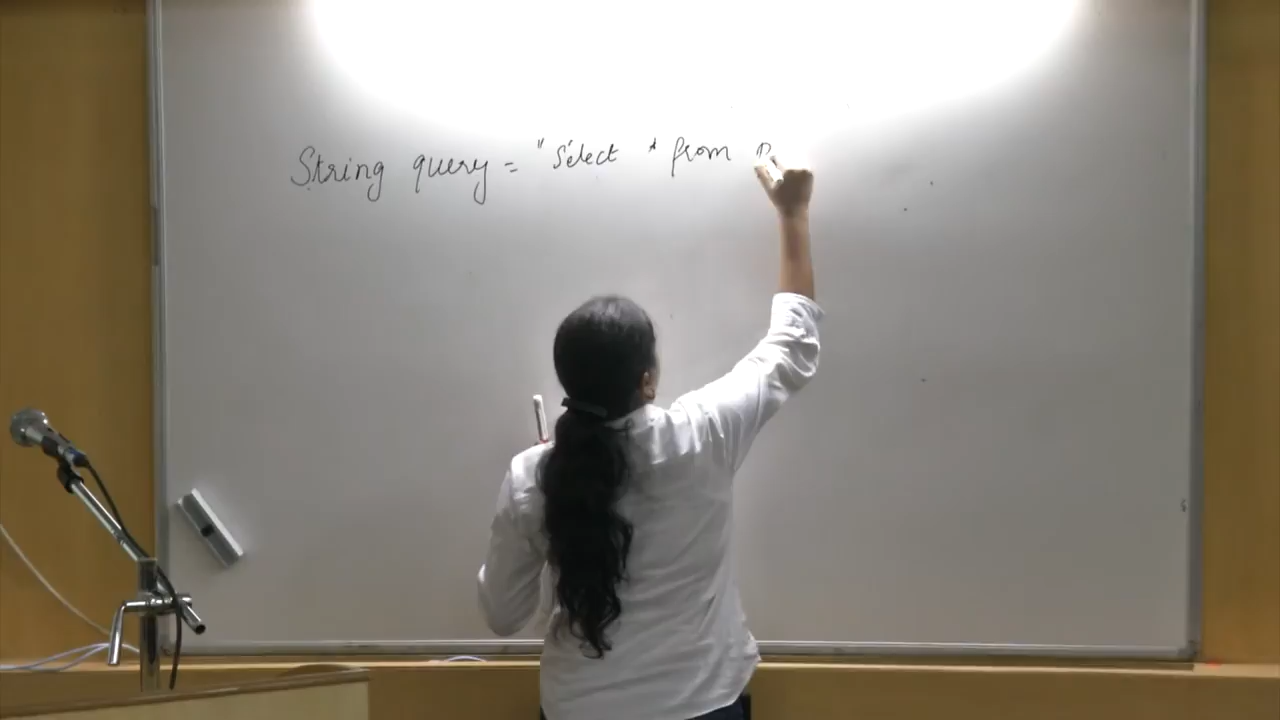 String query = "Select * from